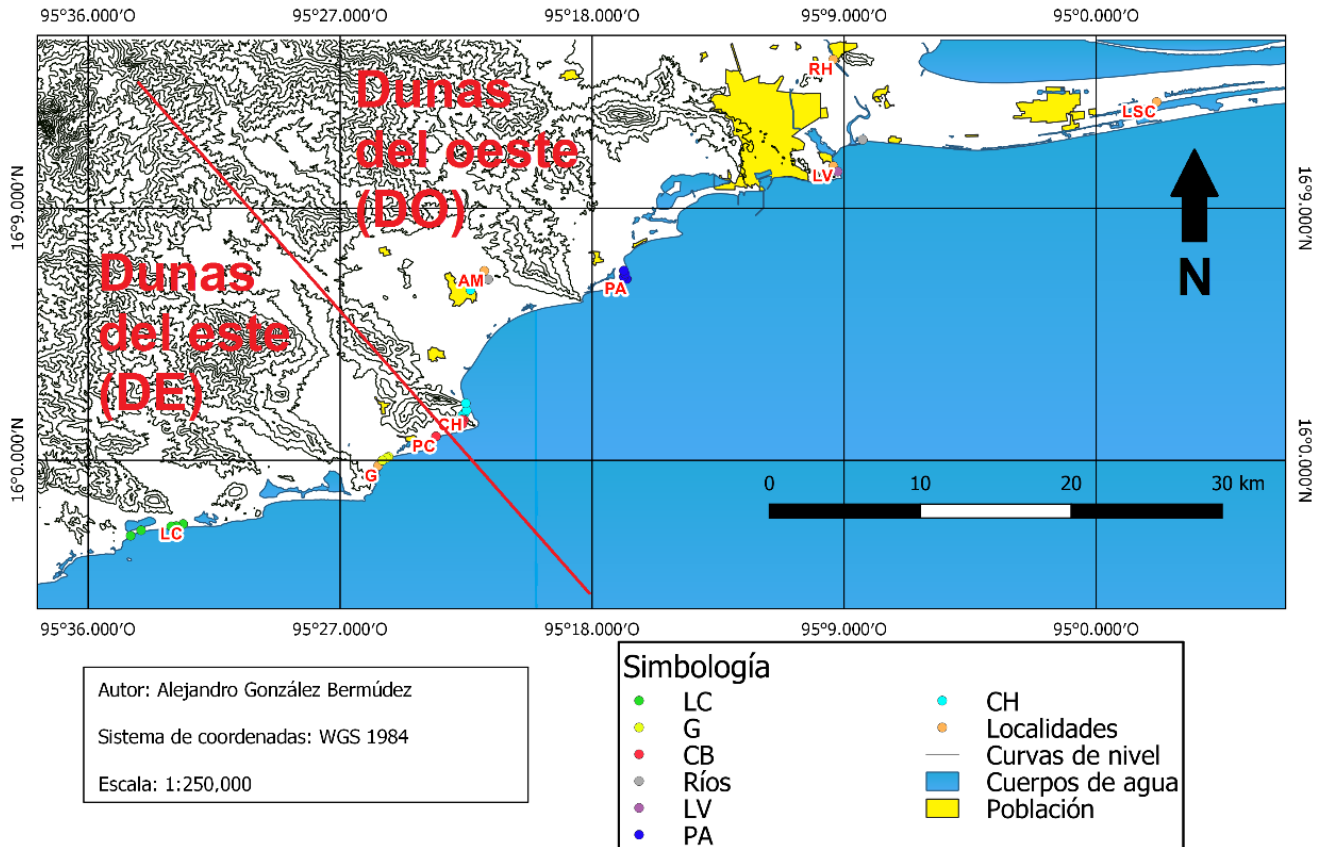 95°36.000'O 95°27.000'O 95°18.000'O 95°9.000'O 95°0.000'O
Dunas
del oeste
(DO)
RH
LSC
LV
16°9.000'N
16°9.000'N
N
Dunas
del este
(DE)
AM
PA
CH
PC
G
16°0.000'N
16°0.000'N
0 10 20 30 km
LC
95°36.000'O 95°27.000'O 95°18.000'O 95°9.000'O 95°0.000'O
Autor: Alejandro González Bermúdez
Sistema de coordenadas: WGS 1984
Escala: 1:250,000
Simbología
LC
G
CB
Ríos
LV
PA
CH
Localidades
Curvas de nivel
Cuerpos de agua
Población